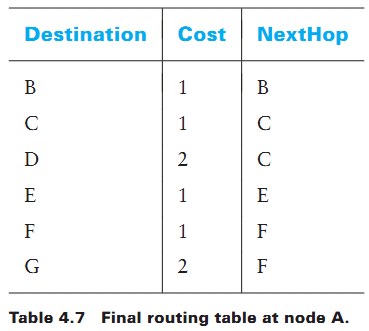 Destination Cost NextHop
B 1 B
C 1 C
D 2 C
E 1 E
F 1 F
G 2 F
Table 4.7 Final routing table at node A.